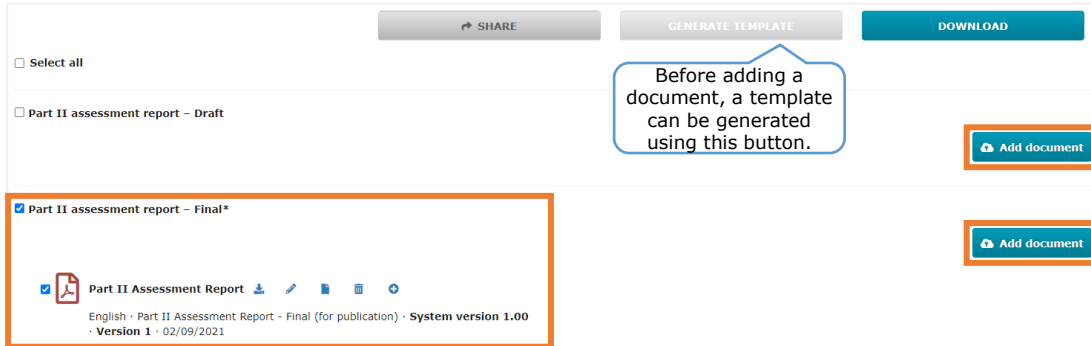 SHARE
GENERATE TEMPLATE
DOWNLOAD
Select all
Before adding a
document, a template
can be generated
using this button.
Part II assessment report – Draft
Add document
Part II assessment report – Final*
Add document
Part II Assessment Report
English · Part II Assessment Report - Final (for publication) · System version 1.00
· Version 1 · 02/09/2021